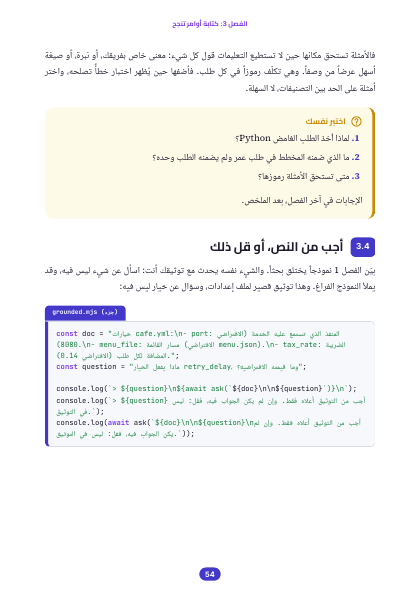 الفصل 3: كتابة أوامر تنجح
فالأمثلة تستحق مكانها حين لا تستطيع التعليمات قول كل شيء: معنى خاص بفريقك، أو نبرة، أو صيغة
أسهل عرضاً من وصفاً. وهي تكلّف رموزاً في كل طلب. فأضفها حين يُظهر اختبار خطأً تصلحه، واختر
أمثلة على الحد بين التصنيفات، لا السهلة.
اختبر نفسك
1. لماذا أخذ الطلب الغامض Python؟
2. ما الذي ضمنه المخطط في طلب عمر ولم يضمنه الطلب وحده؟
3. متى تستحق الأمثلة رموزها؟
الإجابات في آخر الفصل، بعد الملخص.
3.4 أجب من النص، أو قل ذلك
بيّن الفصل 1 نموذجاً يختلق بحثاً. والشيء نفسه يحدث مع توثيقك أنت: اسأل عن شيء ليس فيه، وقد
يملأ النموذج الفراغ. وهذا توثيق قصير لملف إعدادات، وسؤال عن خيار ليس فيه:
grounded.mjs (جزء)
const doc = "خيارات cafe.yml:\n- port: المنفذ الذي تستمع عليه الخدمة (الافتراضي
8080).\n- menu_file: مسار القائمة (الافتراضي menu.json).\n- tax_rate: الضريبة
المضافة لكل طلب (الافتراضي 0.14).";
const question = "ماذا يفعل الخيار retry_delay، وما قيمته الافتراضية؟";
console.log(`> ${question}\n${await ask(`${doc}\n\n${question}`)}\n`);
console.log(`> ${question} أجب من التوثيق أعلاه فقط. وإن لم يكن الجواب فيه، فقل: ليس
في التوثيق.`);
console.log(await ask(`${doc}\n\n${question}\nأجب من التوثيق أعلاه فقط. وإن لم
يكن الجواب فيه، فقل: ليس في التوثيق.`));
54